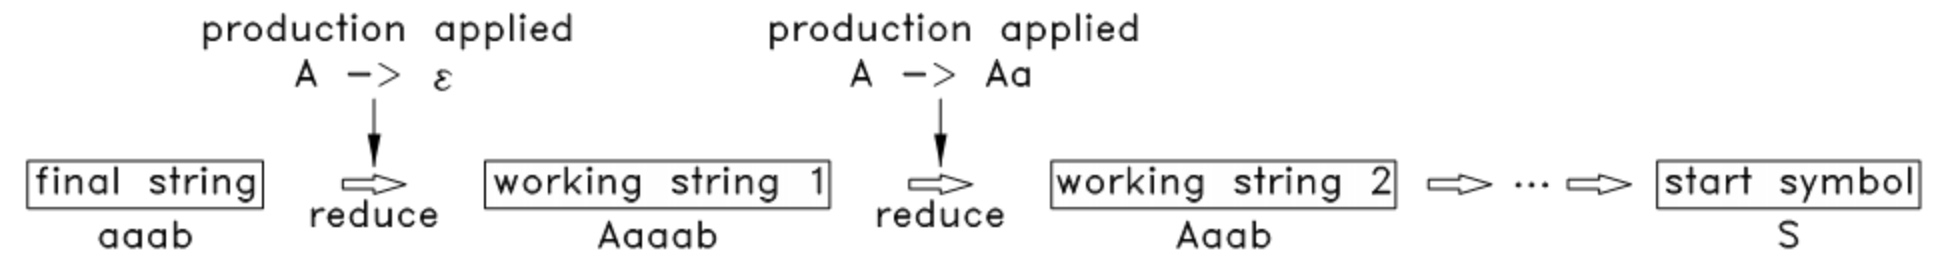 production applied
A -> ε
production applied
A -> Aa
final string
aaab
reduce
working string 1
Aaaab
reduce
working string 2
Aaab
...
start symbol
S